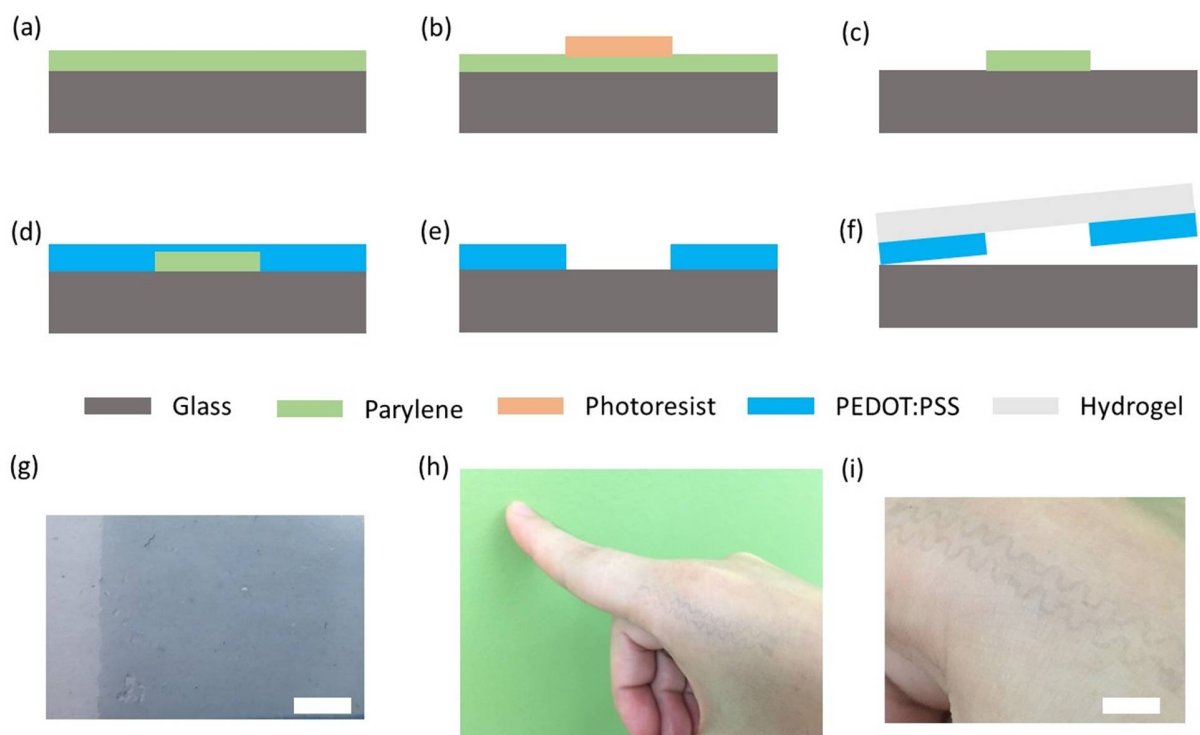 (a)
(b)
(c)
(d)
(e)
(f)
Glass
Parylene
Photoresist
PEDOT:PSS
Hydrogel
(g)
(h)
(i)